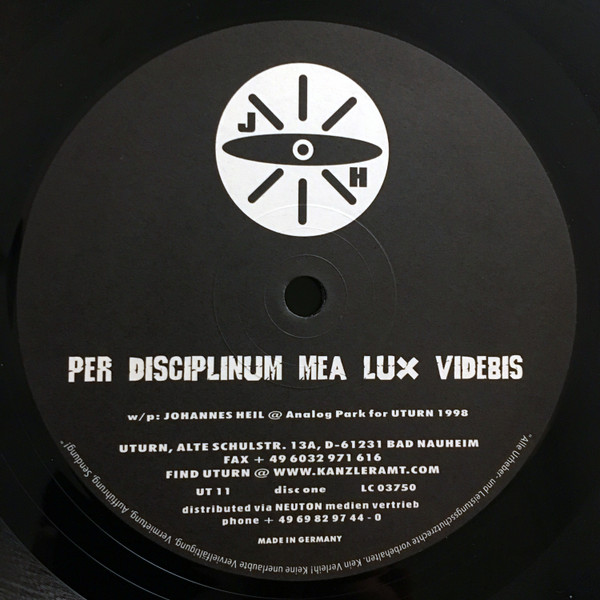 J
H
PER DISCIPLINUM MEA LUX VIDEBIS
w/p: JOHANNES HEIL @ Analog Park for UTURN 1998
UTURN, ALTE SCHULSTR. 13A, D-61231 BAD NAUHEIM
FAX + 49 6032 971 616
FIND UTURN @ WWW.KANZLERAMT.COM
UT 11 disc one LC 03750
distributed via NEUTON medien vertrieb
phone + 49 69 82 97 44 - 0
MADE IN GERMANY
"Alle Urheber- und Leistungsschutzrechte vorbehalten. Kein Verleih! Keine unerlaubte Vervielfältigung, Vermietung, Aufführung, Sendung!"